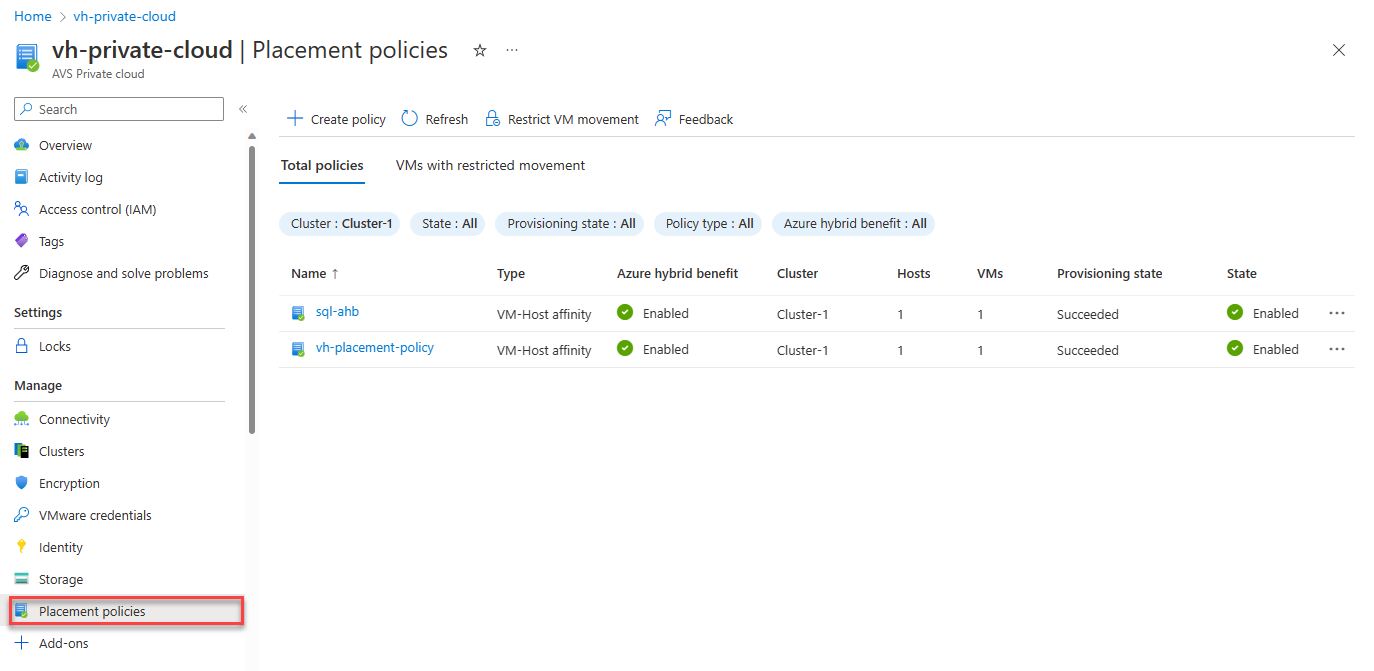 Home > vh-private-cloud
vh-private-cloud | Placement policies
AVS Private cloud
Search
Overview
Activity log
Access control (IAM)
Tags
Diagnose and solve problems
Settings
Locks
Manage
Connectivity
Clusters
Encryption
VMware credentials
Identity
Storage
Placement policies
Add-ons
Create policy Refresh Restrict VM movement Feedback
Total policies VMs with restricted movement
Cluster : Cluster-1 State : All Provisioning state : All Policy type : All Azure hybrid benefit : All
Name ↑ Type Azure hybrid benefit Cluster Hosts VMs Provisioning state State
sql-ahb VM-Host affinity Enabled Cluster-1 1 1 Succeeded Enabled
vh-placement-policy VM-Host affinity Enabled Cluster-1 1 1 Succeeded Enabled